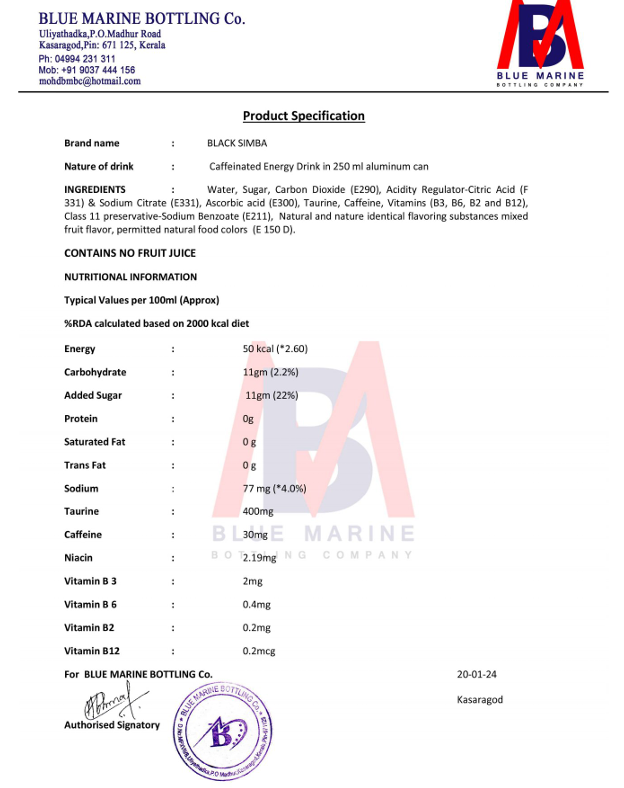 BLUE MARINE BOTTLING Co.
Uliyathadka,P.O.Madhur Road
Kasaragod,Pin: 671 125, Kerala
Ph: 04994 231 311
Mob: +91 9037 444 156
mohdbmbc@hotmail.com
BLUE MARINE
BOTTLING COMPANY
Product Specification
Brand name : BLACK SIMBA
Nature of drink : Caffeinated Energy Drink in 250 ml aluminum can
INGREDIENTS : Water, Sugar, Carbon Dioxide (E290), Acidity Regulator-Citric Acid (F
331) & Sodium Citrate (E331), Ascorbic acid (E300), Taurine, Caffeine, Vitamins (B3, B6, B2 and B12),
Class 11 preservative-Sodium Benzoate (E211), Natural and nature identical flavoring substances mixed
fruit flavor, permitted natural food colors (E 150 D).
CONTAINS NO FRUIT JUICE
NUTRITIONAL INFORMATION
Typical Values per 100ml (Approx)
%RDA calculated based on 2000 kcal diet
Energy : 50 kcal (*2.60)
Carbohydrate : 11gm (2.2%)
Added Sugar : 11gm (22%)
Protein : 0g
Saturated Fat : 0 g
Trans Fat : 0 g
Sodium : 77 mg (*4.0%)
Taurine : 400mg
Caffeine : 30mg
BLUE MARINE
Niacin : 2.19mg
BOTTLING COMPANY
Vitamin B 3 : 2mg
Vitamin B 6 : 0.4mg
Vitamin B2 : 0.2mg
Vitamin B12 : 0.2mcg
For BLUE MARINE BOTTLING Co. 20-01-24
Kasaragod
Authorised Signatory
BLUE MARINE BOTTLING Co.
Uliyathadka,P.O Madhur,Kasaragod,Kerala